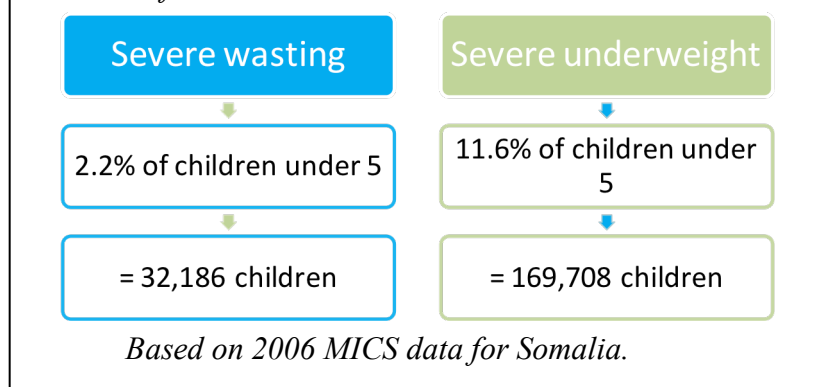 Severe wasting
2.2% of children under 5
= 32,186 children
Severe underweight
11.6% of children under
5
= 169,708 children
Based on 2006 MICS data for Somalia.